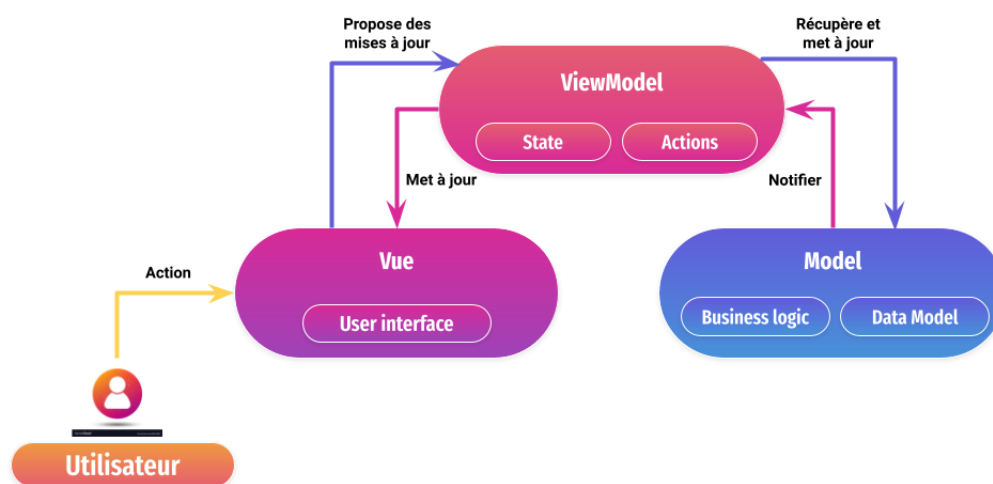 Propose des
mises à jour
Récupère et
met à jour
ViewModel
State
Actions
Met à jour
Notifier
Vue
Model
Action
User interface
Business logic
Data Model
Utilisateur